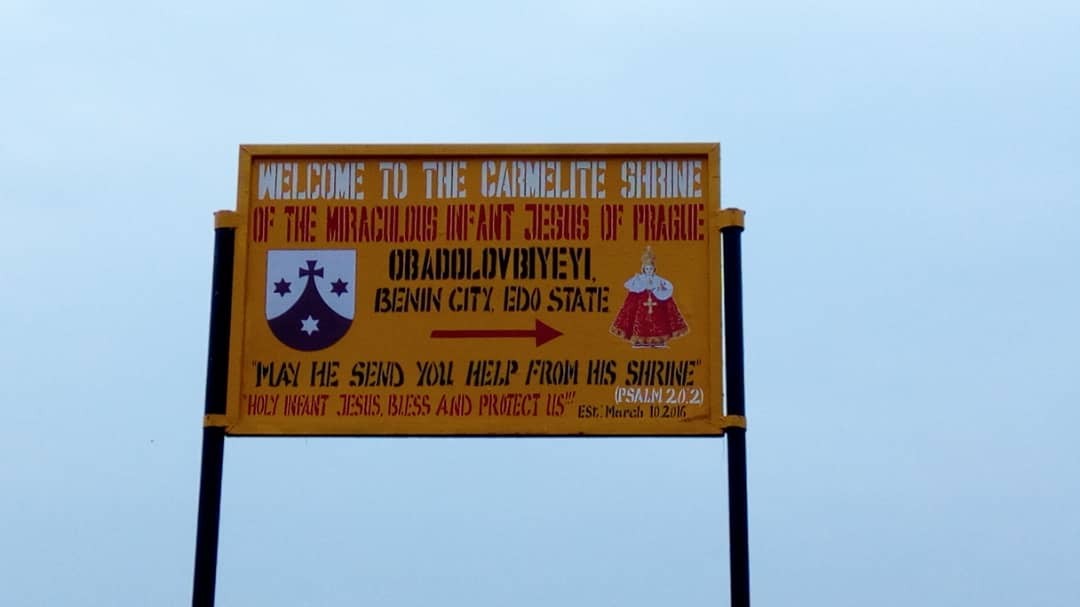 WELCOME TO THE CARMELITE SHRINE
OF THE MIRACULOUS INFANT JESUS OF PRAGUE
OBADOLOVBIYEYI,
BENIN CITY, EDO STATE
"MAY HE SEND YOU HELP FROM HIS SHRINE"
(PSALM 20:2)
"HOLY INFANT JESUS, BLESS AND PROTECT US"!!
EST: March 10.2016